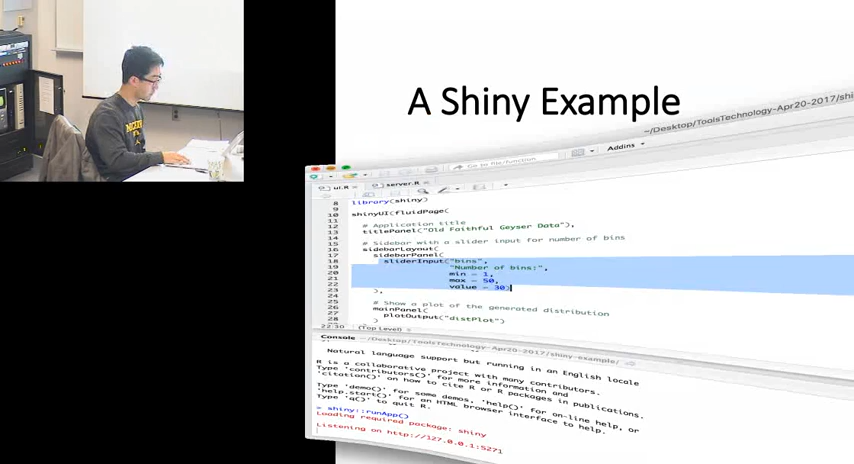 A Shiny Example
~/Desktop/ToolsTechnology-Apr20-2017/shi
Go to file/function
Addins
ui.R
server.R
8 library(shiny)
9
10 shinyUI(fluidPage(
11
12 # Application title
13 titlePanel("Old Faithful Geyser Data"),
14
15 # Sidebar with a slider input for number of bins
16 sidebarLayout(
17 sidebarPanel(
18 sliderInput("bins",
19 "Number of bins:",
20 min = 1,
21 max = 50,
22 value = 30)
23 ),
24
25 # Show a plot of the generated distribution
26 mainPanel(
27 plotOutput("distPlot")
28 )
22:30 (Top Level)
Console ~/Desktop/ToolsTechnology-Apr20-2017/shiny-example/
Natural language support but running in an English locale
R is a collaborative project with many contributors.
Type 'contributors()' for more information and
'citation()' on how to cite R or R packages in publications.
Type 'demo()' for some demos, 'help()' for on-line help, or
'help.start()' for an HTML browser interface to help.
Type 'q()' to quit R.
> shiny::runApp()
Loading required package: shiny
Listening on http://127.0.0.1:5271